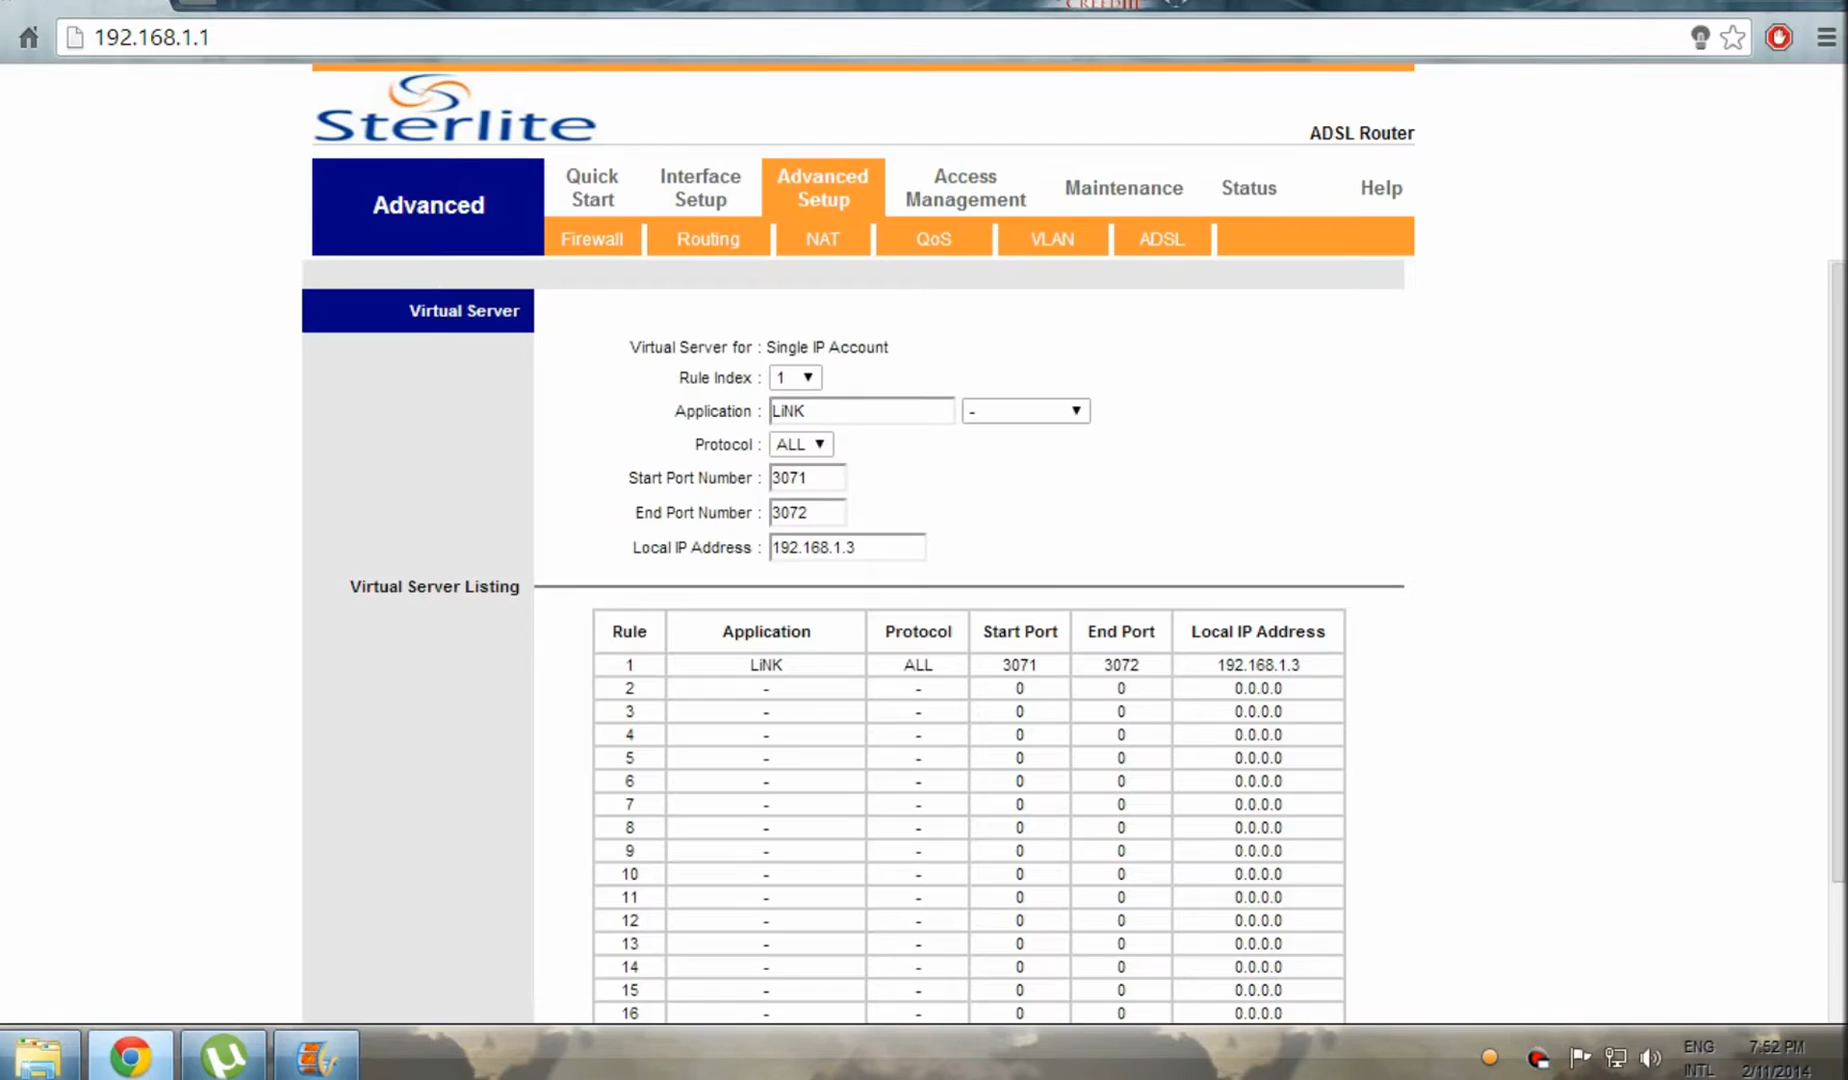 CREEDIII
192.168.1.1
Sterlite
ADSL Router
Advanced
Quick Start
Interface Setup
Advanced Setup
Access Management
Maintenance
Status
Help
Firewall
Routing
NAT
QoS
VLAN
ADSL
Virtual Server
Virtual Server for : Single IP Account
Rule Index : 1
Application : LiNK -
Protocol : ALL
Start Port Number : 3071
End Port Number : 3072
Local IP Address : 192.168.1.3
Virtual Server Listing
Rule Application Protocol Start Port End Port Local IP Address
1 LiNK ALL 3071 3072 192.168.1.3
2 - - 0 0 0.0.0.0
3 - - 0 0 0.0.0.0
4 - - 0 0 0.0.0.0
5 - - 0 0 0.0.0.0
6 - - 0 0 0.0.0.0
7 - - 0 0 0.0.0.0
8 - - 0 0 0.0.0.0
9 - - 0 0 0.0.0.0
10 - - 0 0 0.0.0.0
11 - - 0 0 0.0.0.0
12 - - 0 0 0.0.0.0
13 - - 0 0 0.0.0.0
14 - - 0 0 0.0.0.0
15 - - 0 0 0.0.0.0
16 - - 0 0 0.0.0.0
ENG
INTL
7:52 PM
2/11/2014